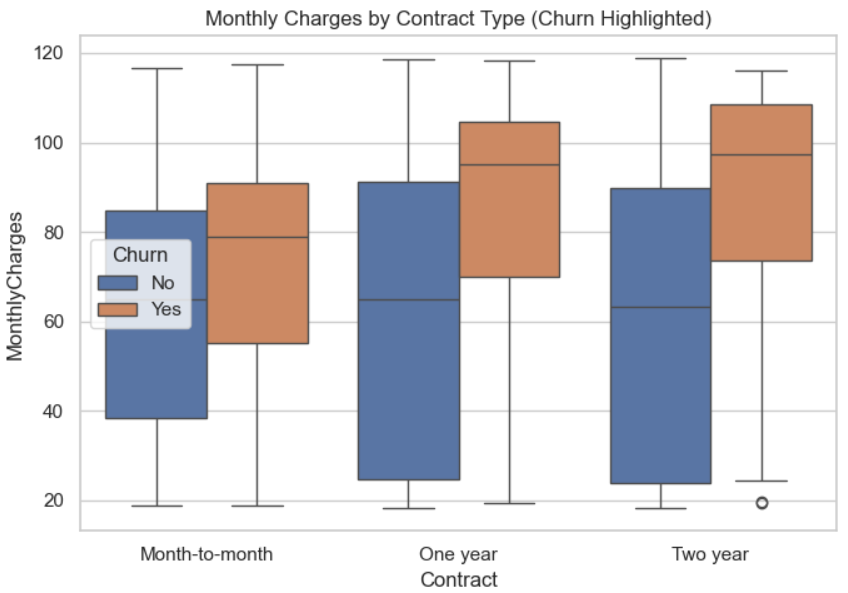 Monthly Charges by Contract Type (Churn Highlighted)
120
100
80
60
40
20
MonthlyCharges
Churn
No
Yes
Month-to-month
One year
Two year
Contract